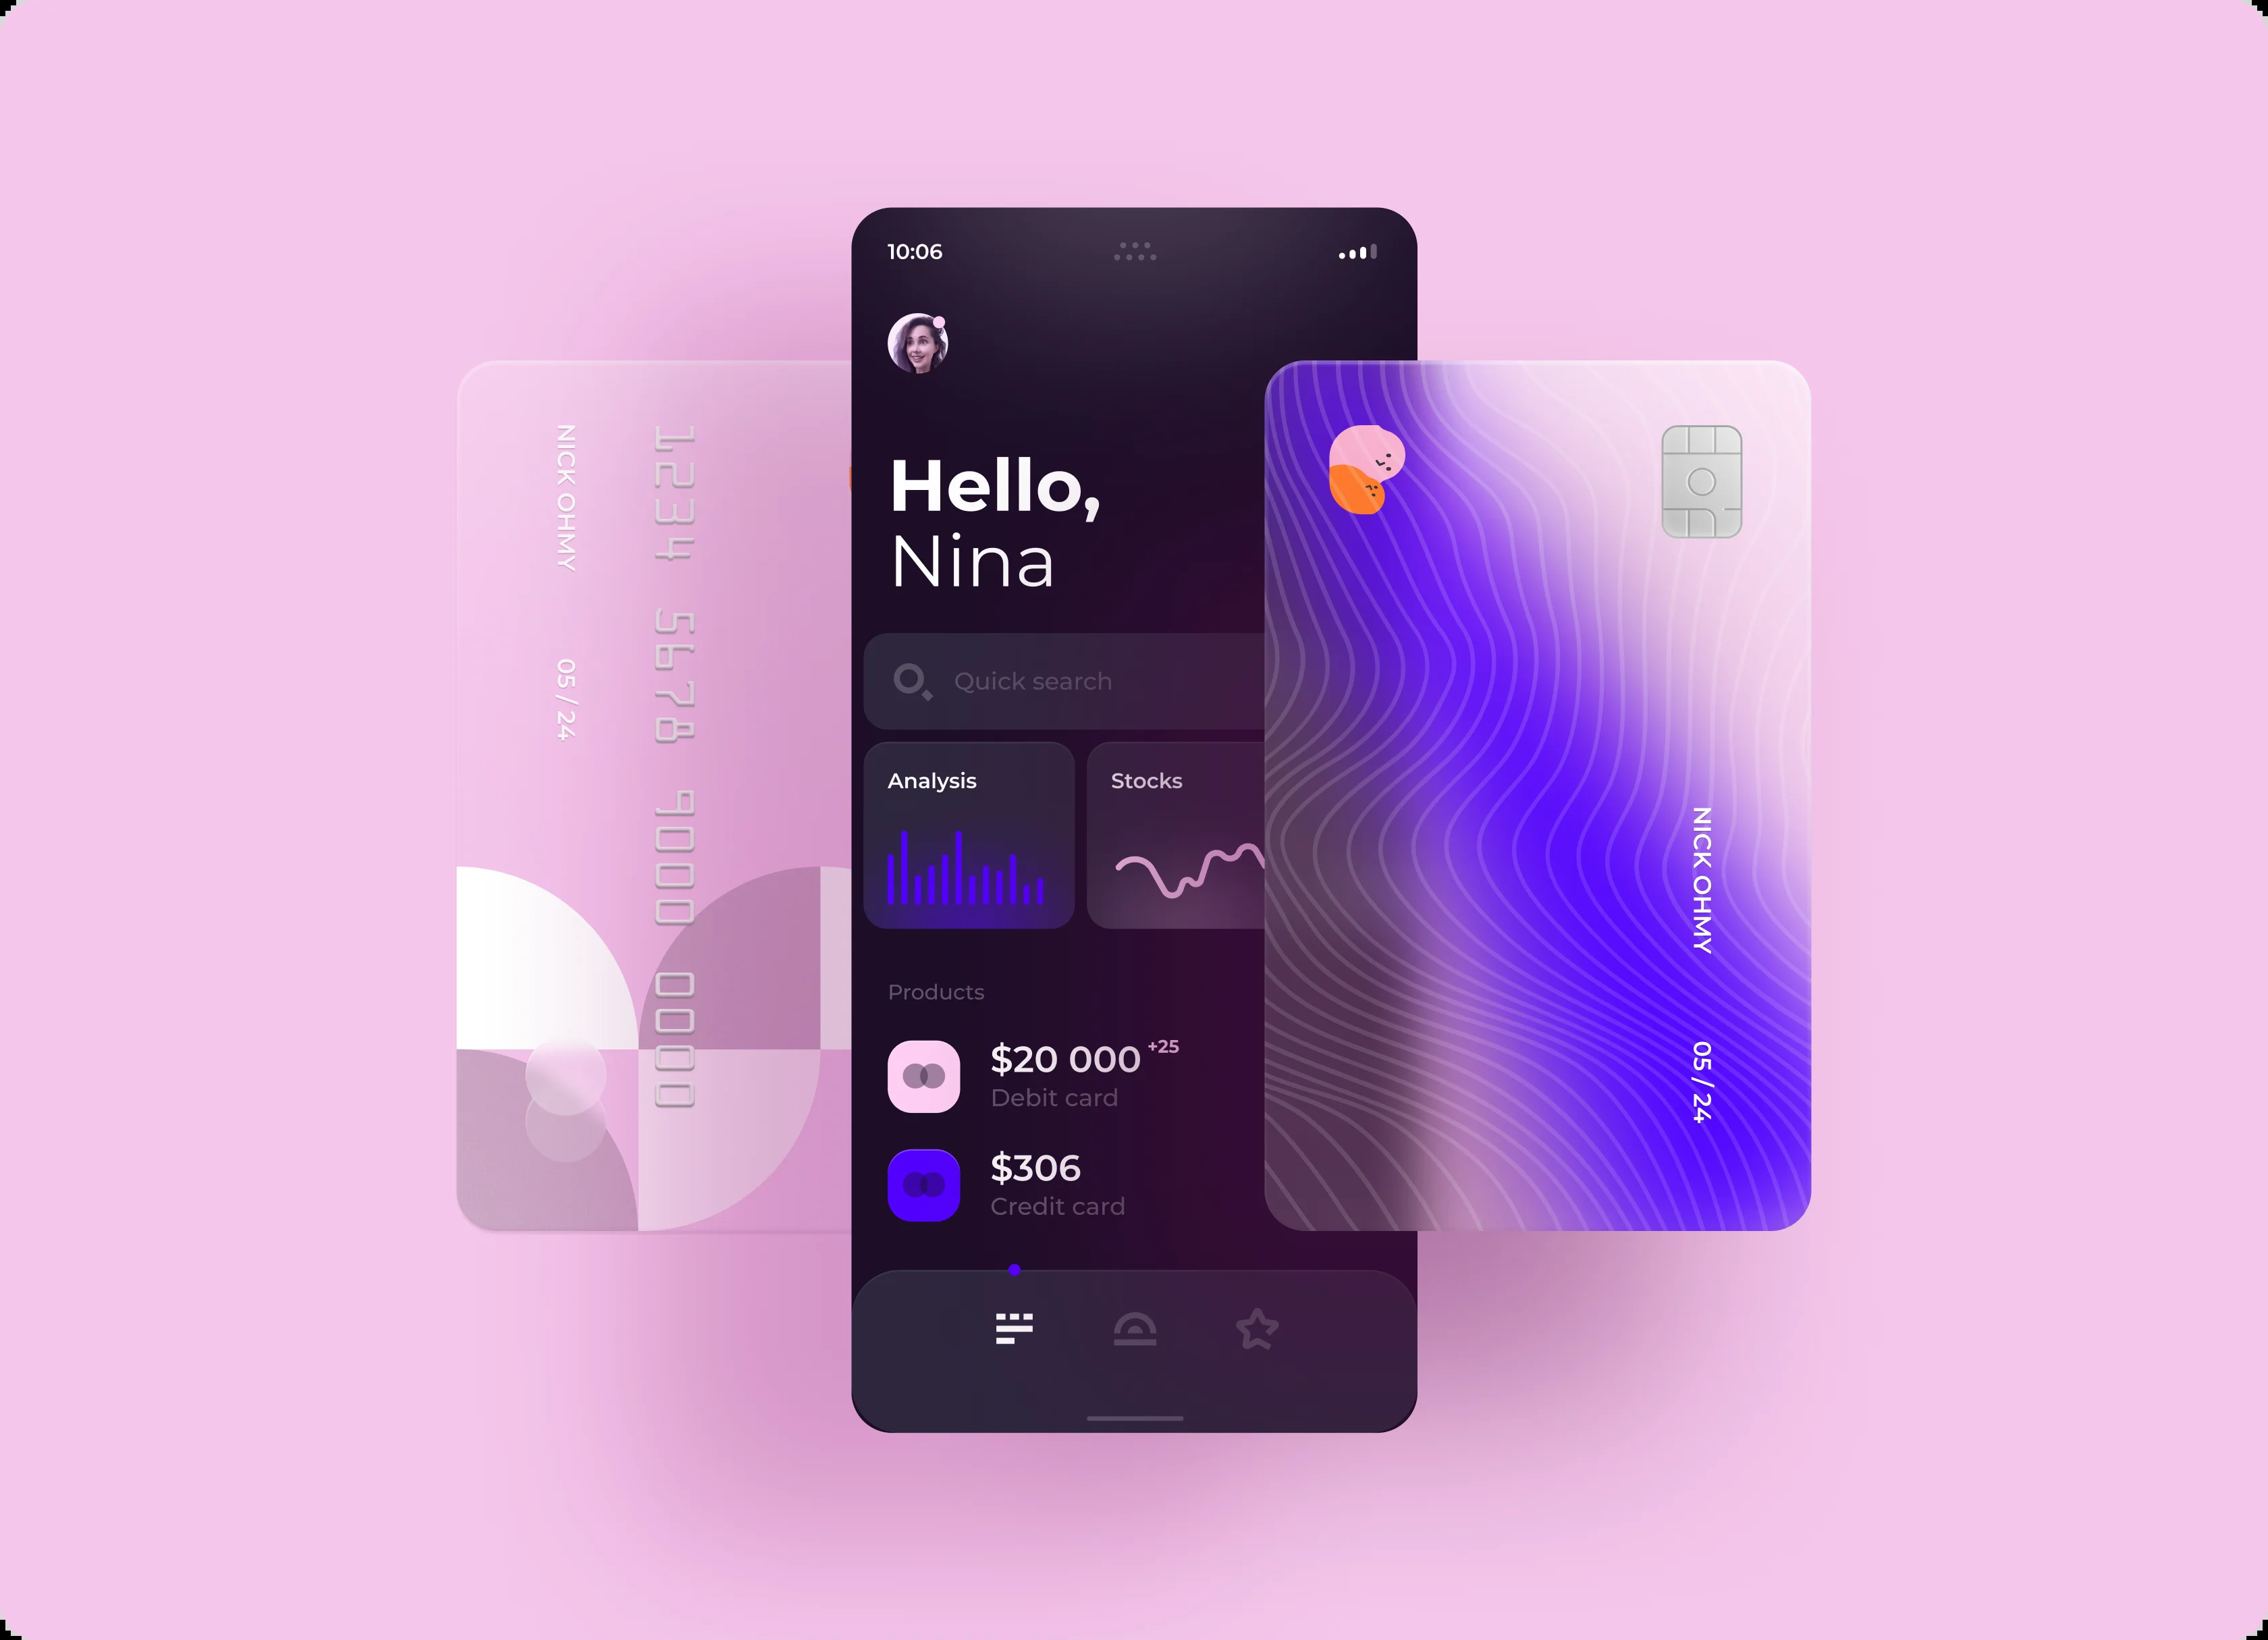 NICK OHMY
05 / 24
1234 5678 9000 0000
10:06
Hello,
Nina
Quick search
Analysis
Stocks
Products
$20 000 +25
Debit card
$306
Credit card
NICK OHMY
05 / 24